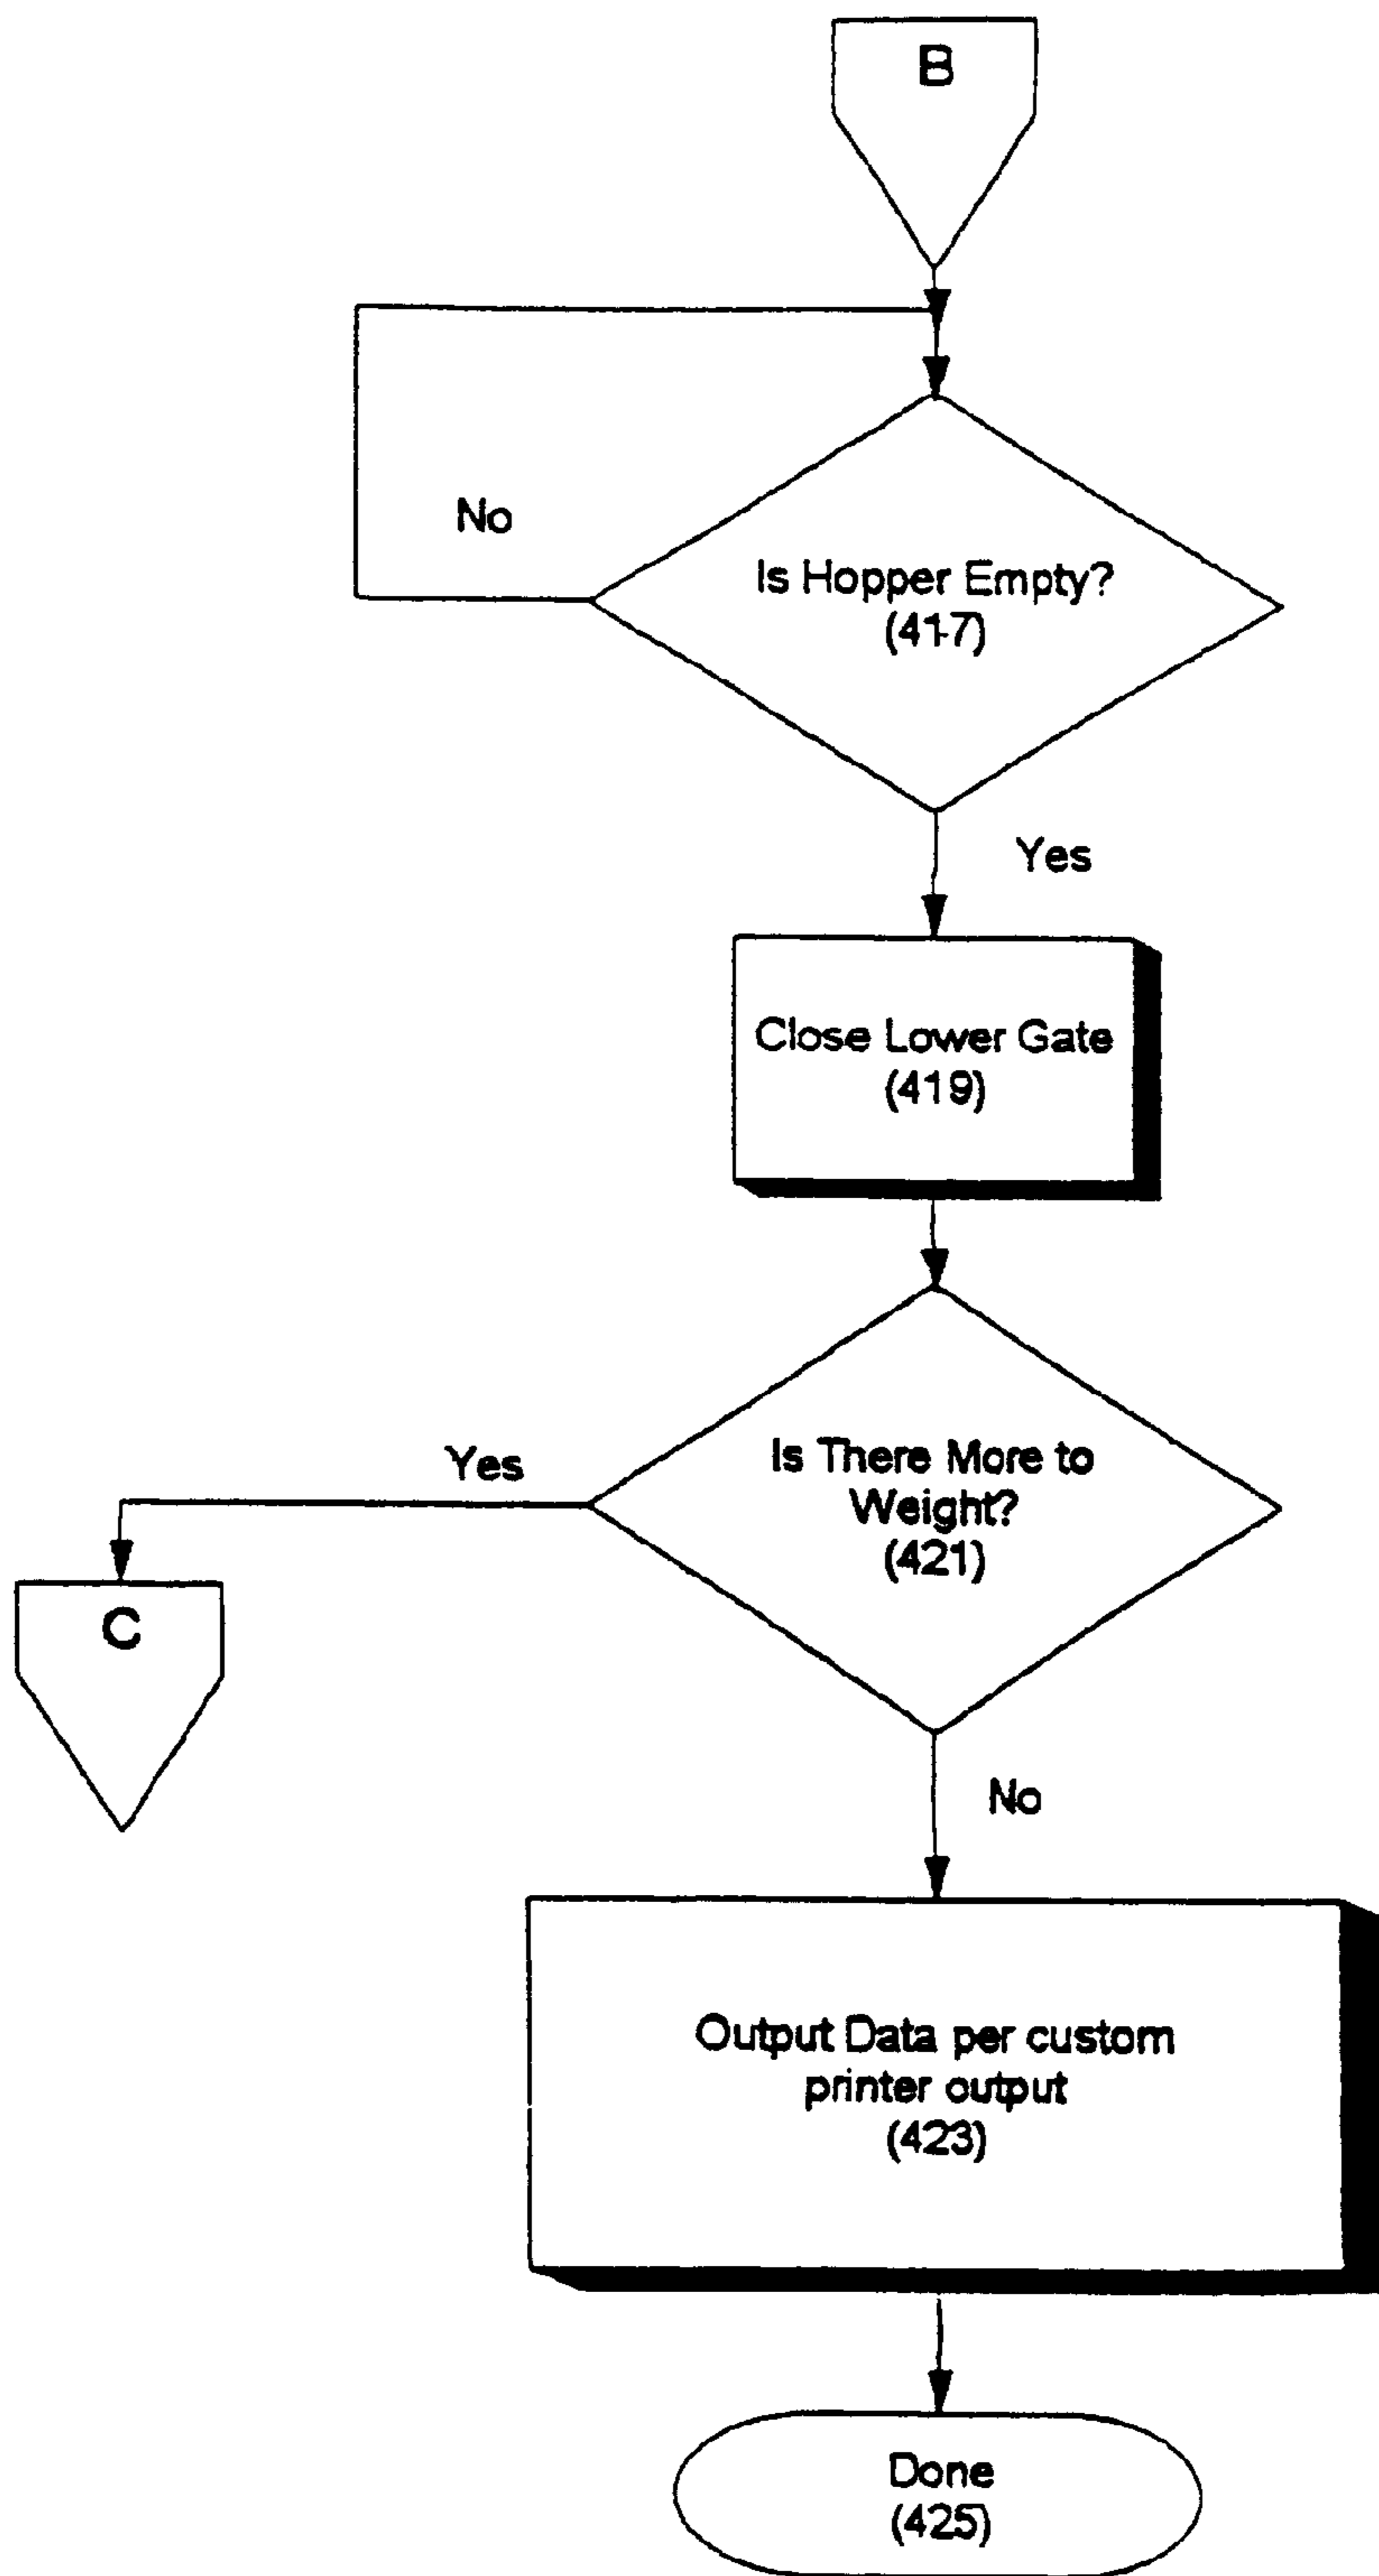 B
No
Is Hopper Empty?
(417)
Yes
Close Lower Gate
(419)
Yes
Is There More to
Weight?
(421)
C
No
Output Data per custom
printer output
(423)
Done
(425)